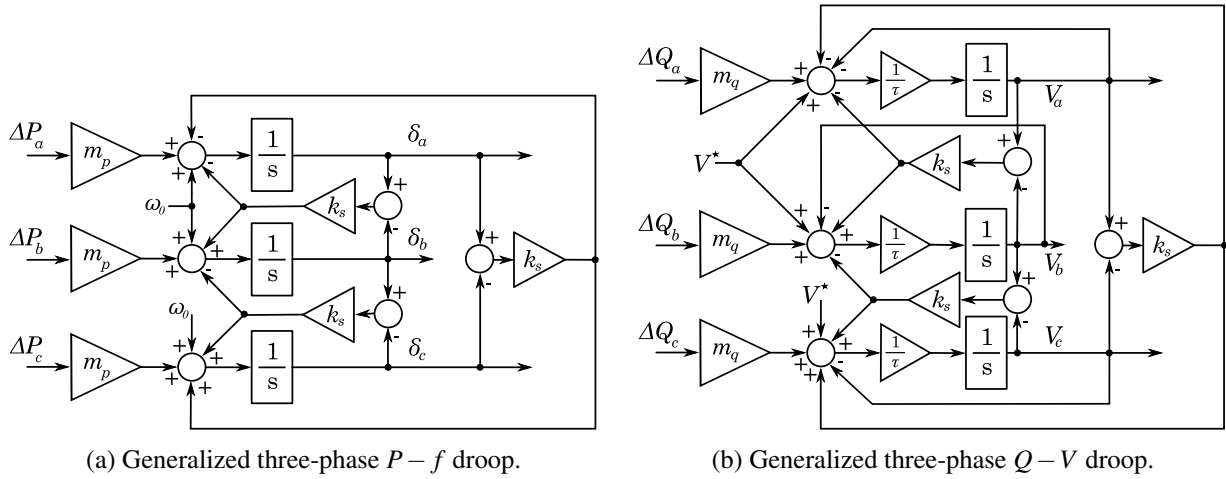 ΔP_a
m_p
+
-
+
-
1/s
δ_a
+
+
k_s
-
ω_0
ΔP_b
m_p
+
+
-
+
1/s
δ_b
+
-
k_s
+
k_s
-
ω_0
ΔP_c
m_p
+
+
+
+
+
1/s
δ_c
(a) Generalized three-phase P − f droop.
ΔQ_a
m_q
+
-
-
-
+
1/τ
1/s
V_a
+
-
k_s
V*
ΔQ_b
m_q
+
+
-
+
+
-
1/τ
1/s
V_b
+
-
k_s
+
-
k_s
V*
ΔQ_c
m_q
+
+
+
+
-
-
1/τ
1/s
V_c
(b) Generalized three-phase Q − V droop.